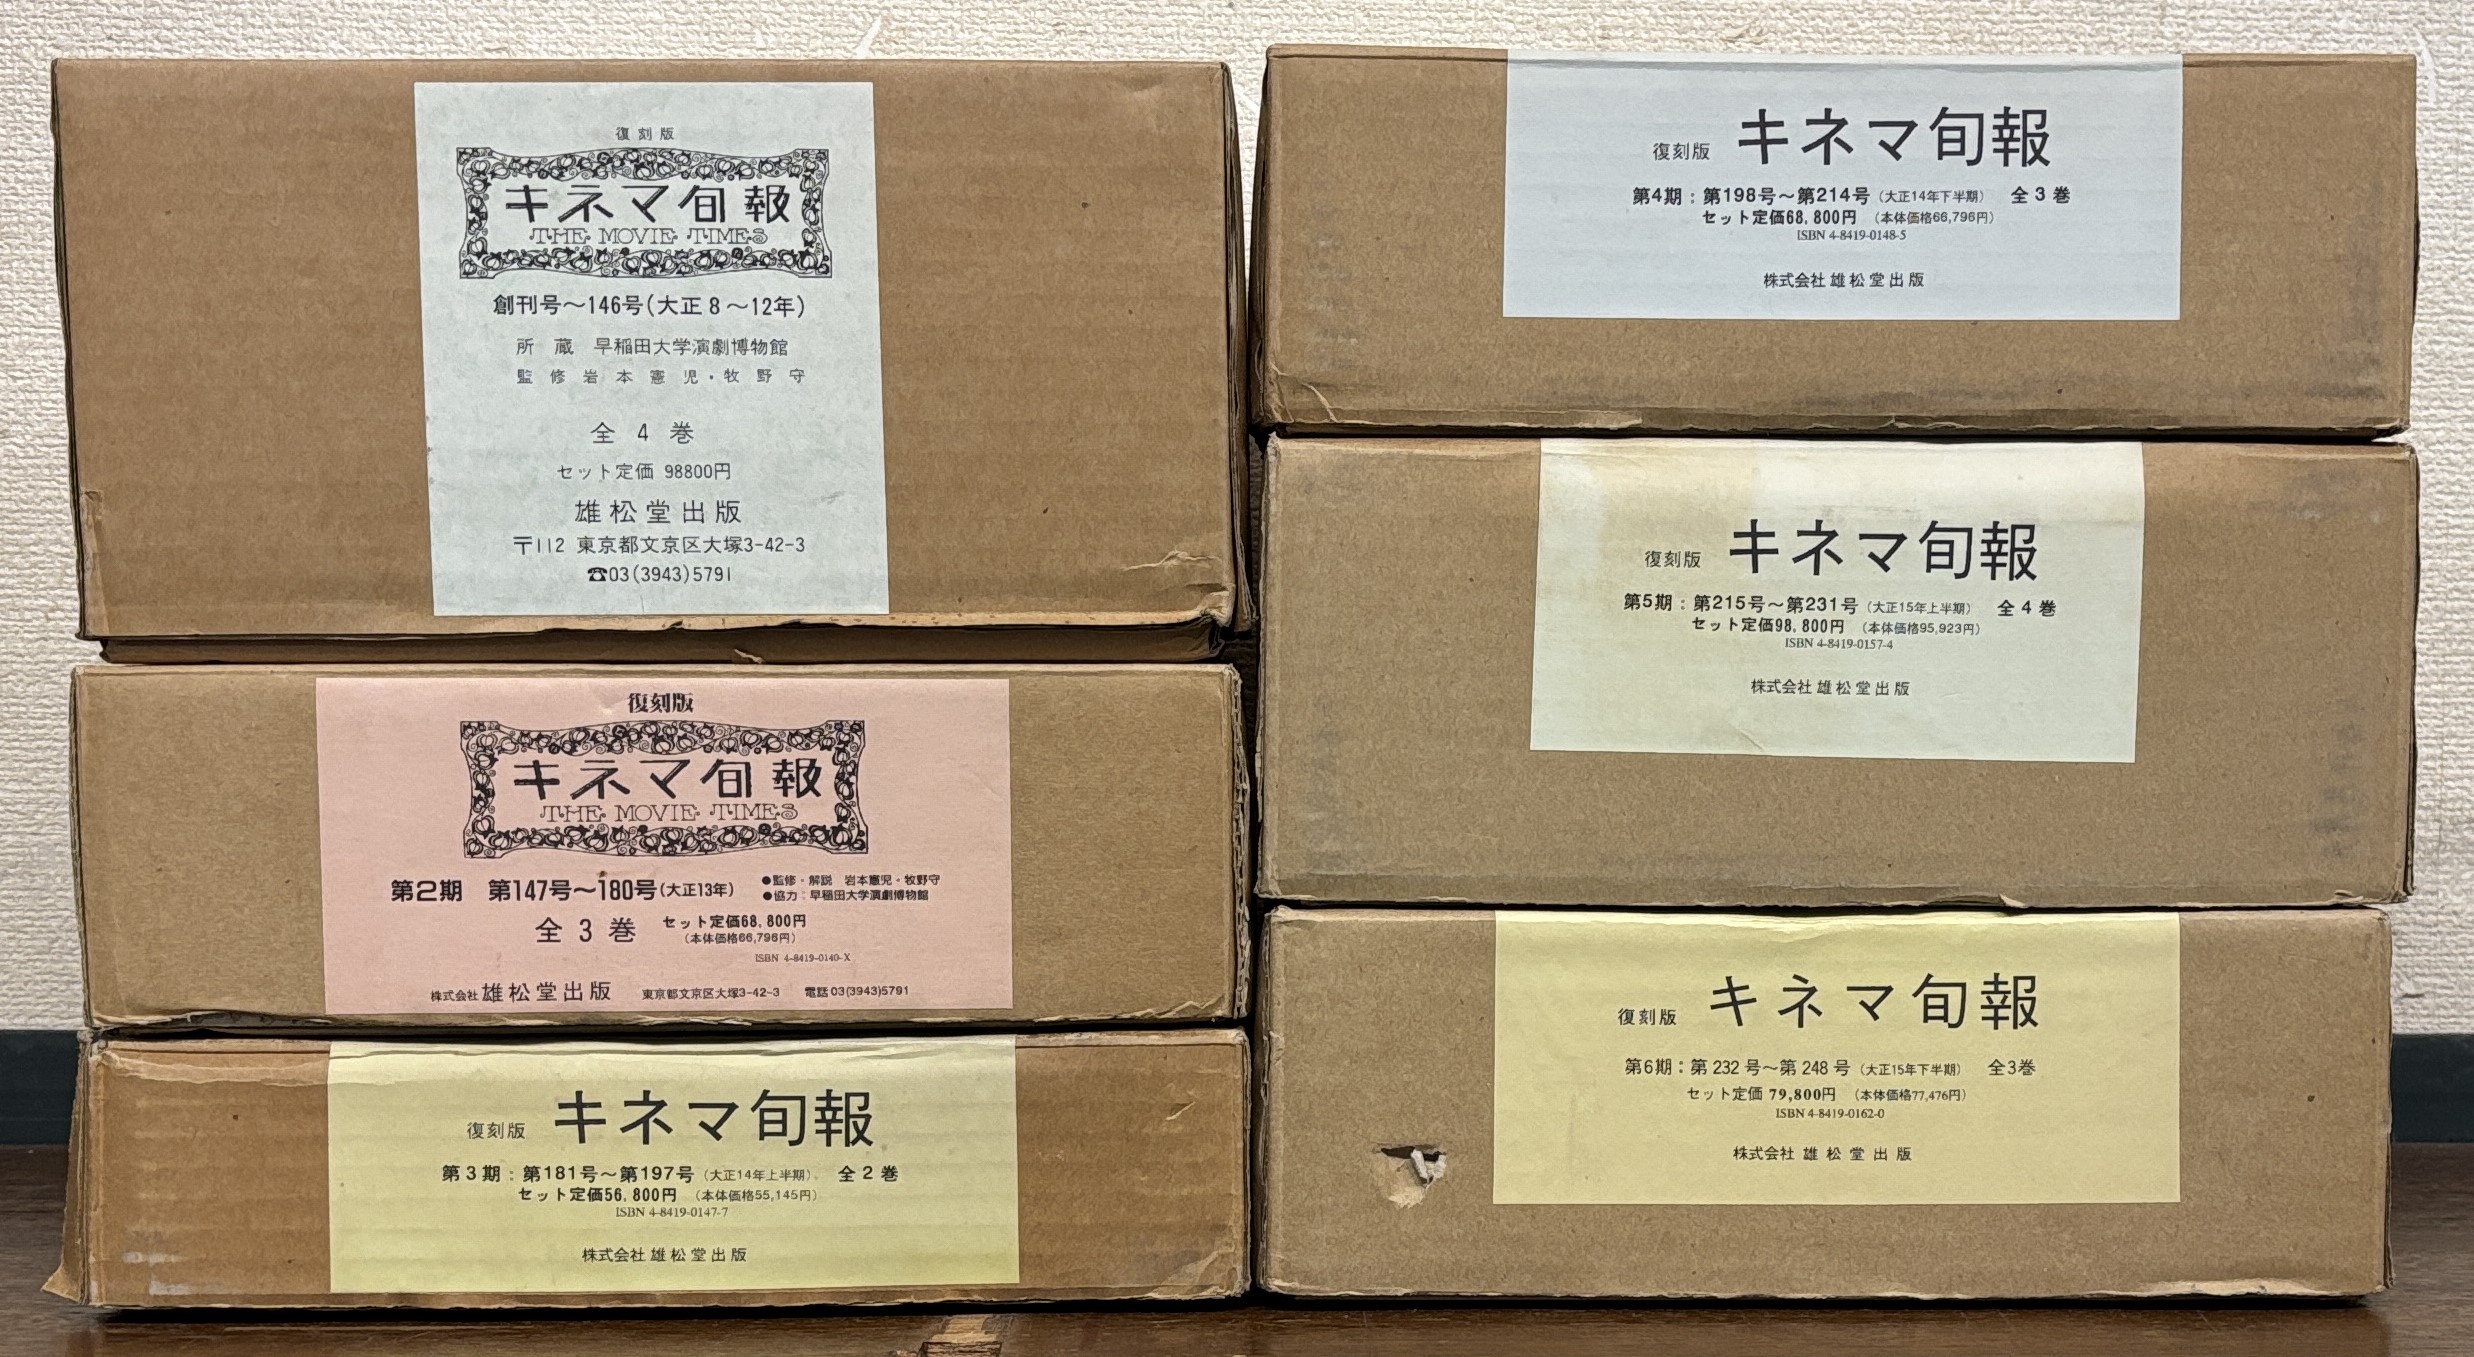 復刻版
キネマ旬報
THE MOVIE TIMES
創刊号〜146号(大正8〜12年)
所蔵 早稲田大学演劇博物館
監修 岩本憲児・牧野守
全4巻
セット定価 98800円
雄松堂出版
〒112 東京都文京区大塚3-42-3
☎03(3943)5791
復刻版
キネマ旬報
THE MOVIE TIMES
第2期 第147号〜180号(大正13年)
●監修・解説 岩本憲児・牧野守
●協力:早稲田大学演劇博物館
全3巻 セット定価68,800円
(本体価格66,796円)
ISBN 4-8419-0140-X
株式会社 雄松堂出版 東京都文京区大塚3-42-3 電話03(3943)5791
復刻版 キネマ旬報
第3期:第181号〜第197号(大正14年上半期) 全2巻
セット定価56,800円 (本体価格55,145円)
ISBN 4-8419-0147-7
株式会社 雄松堂出版
復刻版 キネマ旬報
第4期:第198号〜第214号(大正14年下半期) 全3巻
セット定価68,800円 (本体価格66,796円)
ISBN 4-8419-0148-5
株式会社 雄松堂出版
復刻版 キネマ旬報
第5期:第215号〜第231号(大正15年上半期) 全4巻
セット定価98,800円 (本体価格95,923円)
ISBN 4-8419-0157-4
株式会社 雄松堂出版
復刻版 キネマ旬報
第6期:第232号〜第248号(大正15年下半期) 全3巻
セット定価 79,800円 (本体価格77,476円)
ISBN 4-8419-0162-0
株式会社 雄松堂出版